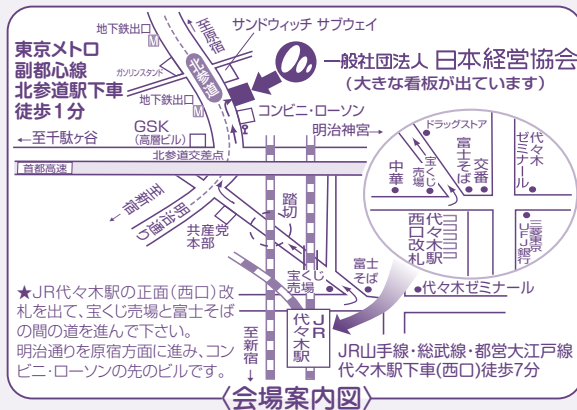 地下鉄出口
M
至原宿
サンドウィッチ サブウェイ
東京メトロ
副都心線
北参道駅下車
徒歩1分
ガソリンスタンド
北参道
一般社団法人 日本経営協会
(大きな看板が出ています)
地下鉄出口
M
コンビニ・ローソン
GSK
(高層ビル)
明治神宮→
←至千駄ヶ谷
北参道交差点
首都高速
ドラッグストア
中華
宝くじ売場
富士そば
交番
代々木ゼミナール
代々木駅
西口改札
三菱東京
UFJ銀行
至新宿
明治通り
共産党
本部
踏切
宝くじ
売場
富士
そば
代々木ゼミナール
★JR代々木駅の正面(西口)改
札を出て、宝くじ売場と富士そば
の間の道を進んで下さい。
明治通りを原宿方面に進み、コン
ビニ・ローソンの先のビルです。
至新宿
JR
代々木駅
JR山手線・総武線・都営大江戸線
代々木駅下車(西口)徒歩7分
〈会場案内図〉